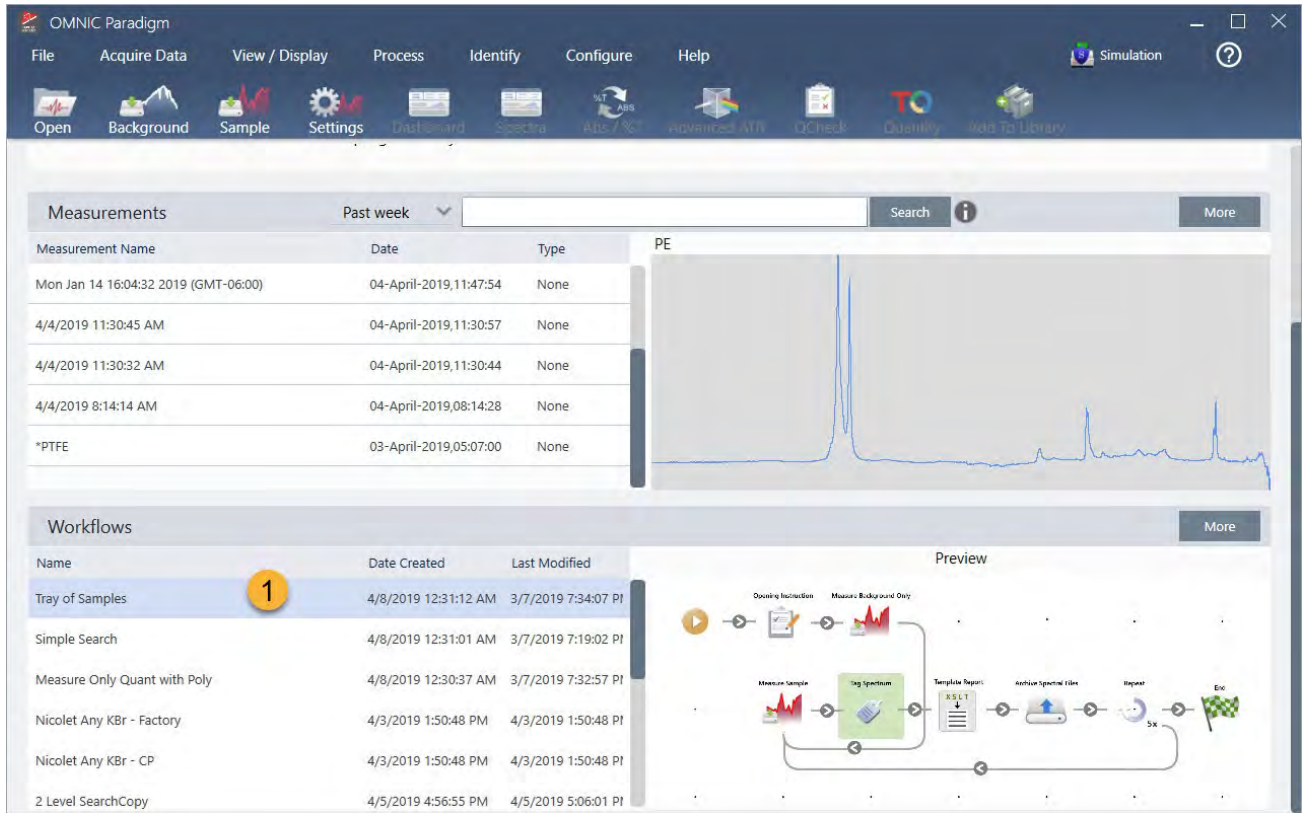 OMNIC Paradigm
File Acquire Data View / Display Process Identify Configure Help Simulation
Open Background Sample Settings Dashboard Spectra Abs / %T Advanced ATR QCheck Quantify Add To Library
%T ABS
TQ
Measurements Past week Search More
Measurement Name Date Type PE
Mon Jan 14 16:04:32 2019 (GMT-06:00) 04-April-2019,11:47:54 None
4/4/2019 11:30:45 AM 04-April-2019,11:30:57 None
4/4/2019 11:30:32 AM 04-April-2019,11:30:44 None
4/4/2019 8:14:14 AM 04-April-2019,08:14:28 None
*PTFE 03-April-2019,05:07:00 None
Workflows More
Name Date Created Last Modified Preview
Tray of Samples 1 4/8/2019 12:31:12 AM 3/7/2019 7:34:07 PM
Simple Search 4/8/2019 12:31:01 AM 3/7/2019 7:19:02 PM
Measure Only Quant with Poly 4/8/2019 12:30:37 AM 3/7/2019 7:32:57 PM
Nicolet Any KBr - Factory 4/3/2019 1:50:48 PM 4/3/2019 1:50:48 PM
Nicolet Any KBr - CP 4/3/2019 1:50:48 PM 4/3/2019 1:50:48 PM
2 Level SearchCopy 4/5/2019 4:56:55 PM 4/5/2019 5:06:01 PM
Opening Instruction Measure Background Only
Measure Sample Tag Spectrum Template Report Archive Spectral Files Repeat End
XSLT
5x